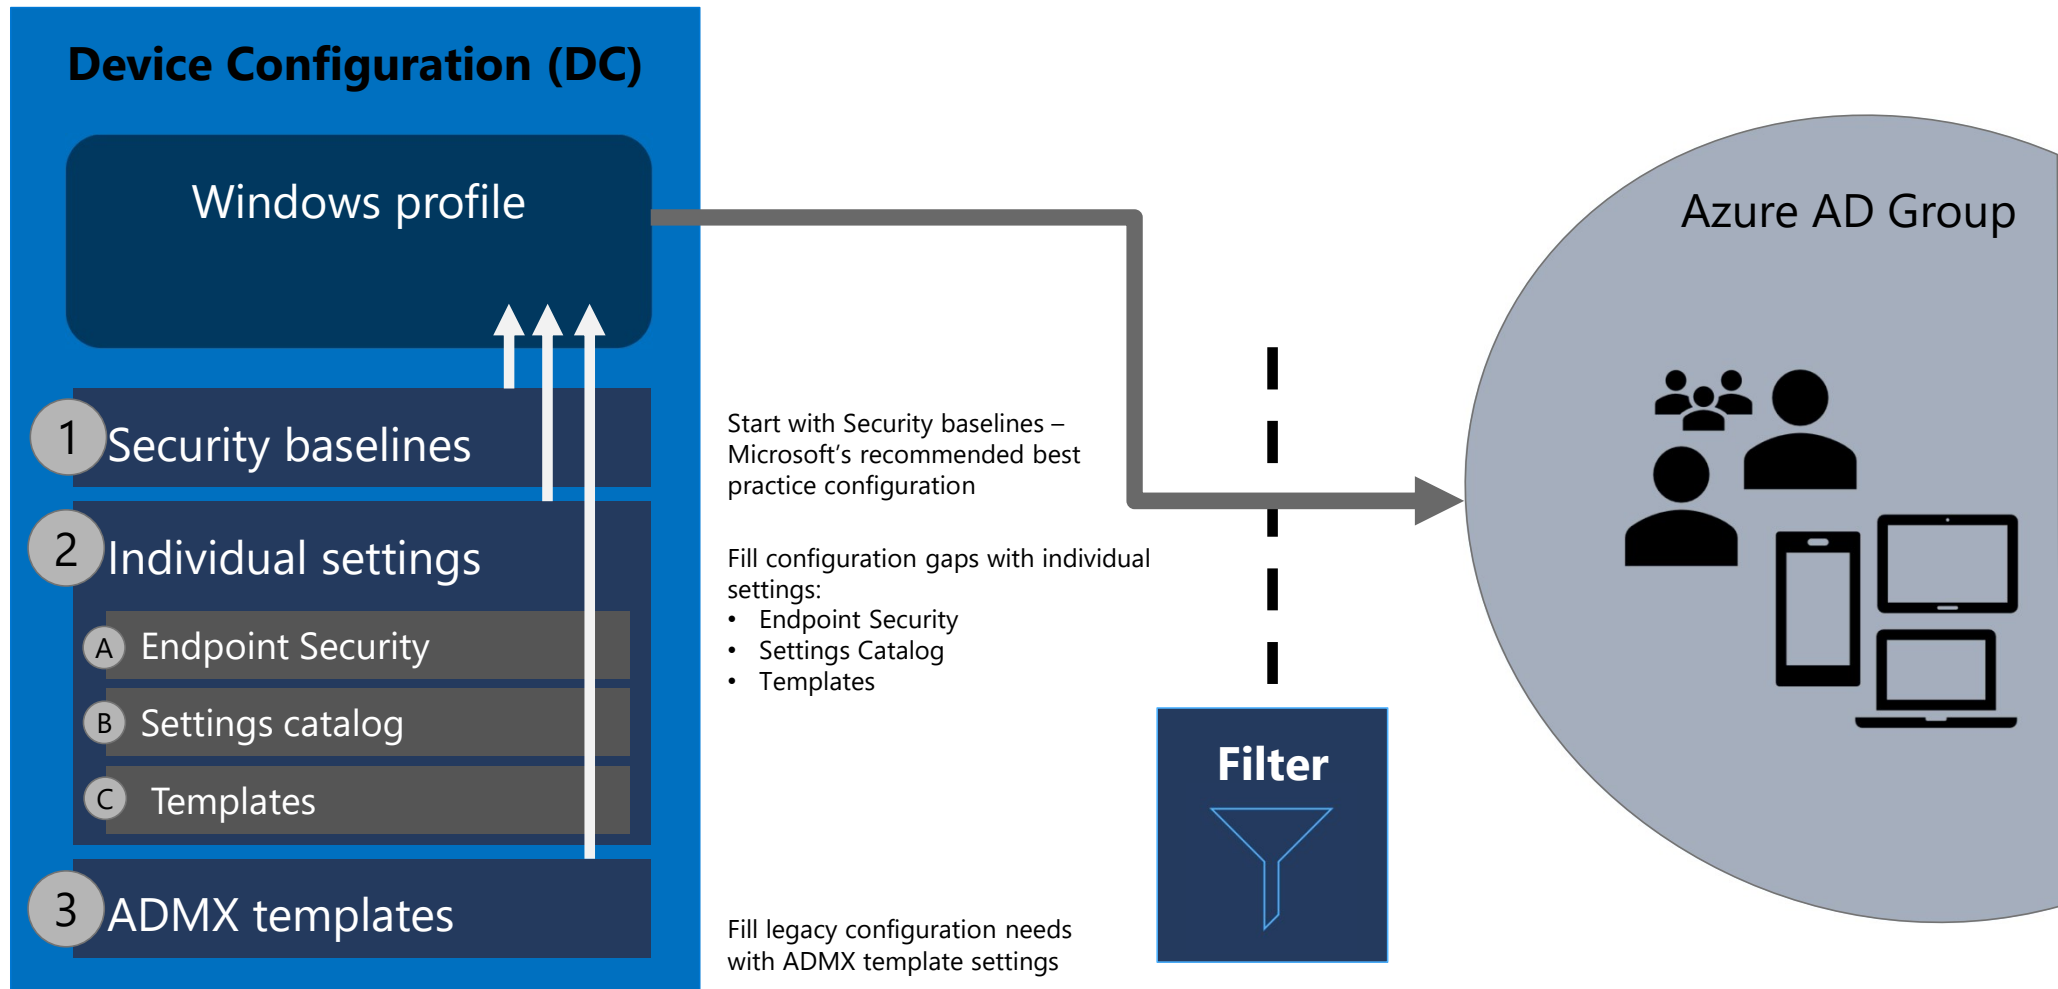 Device Configuration (DC)
Windows profile
1
Security baselines
2
Individual settings
A
Endpoint Security
B
Settings catalog
C
Templates
3
ADMX templates
Start with Security baselines –
Microsoft's recommended best
practice configuration
Fill configuration gaps with individual
settings:
• Endpoint Security
• Settings Catalog
• Templates
Fill legacy configuration needs
with ADMX template settings
Filter
Azure AD Group